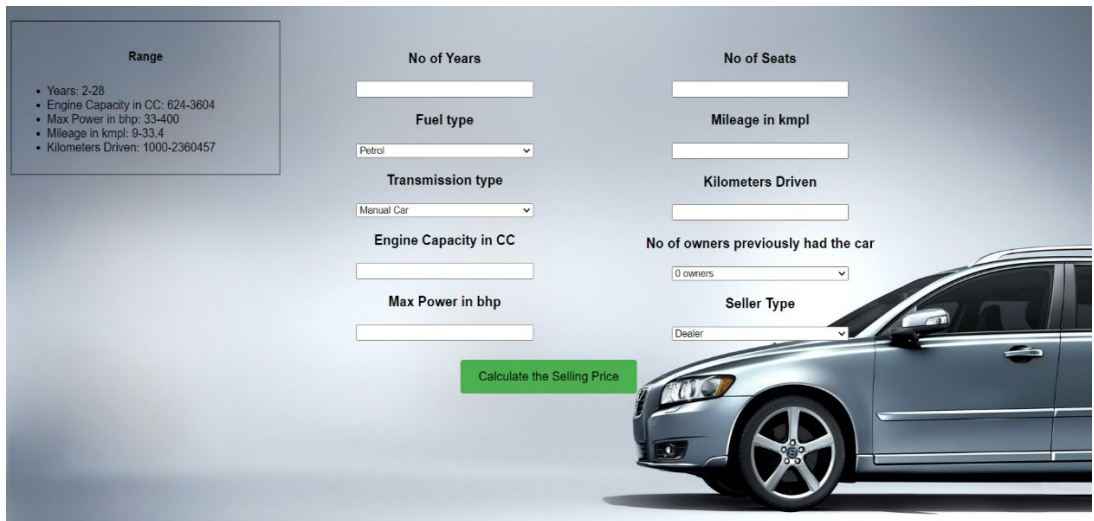 Range
• Years: 2-28
• Engine Capacity in CC: 624-3604
• Max Power in bhp: 33-400
• Mileage in kmpl: 9-33.4
• Kilometers Driven: 1000-2360457
No of Years
Fuel type
Petrol
Transmission type
Manual Car
Engine Capacity in CC
Max Power in bhp
No of Seats
Mileage in kmpl
Kilometers Driven
No of owners previously had the car
0 owners
Seller Type
Dealer
Calculate the Selling Price